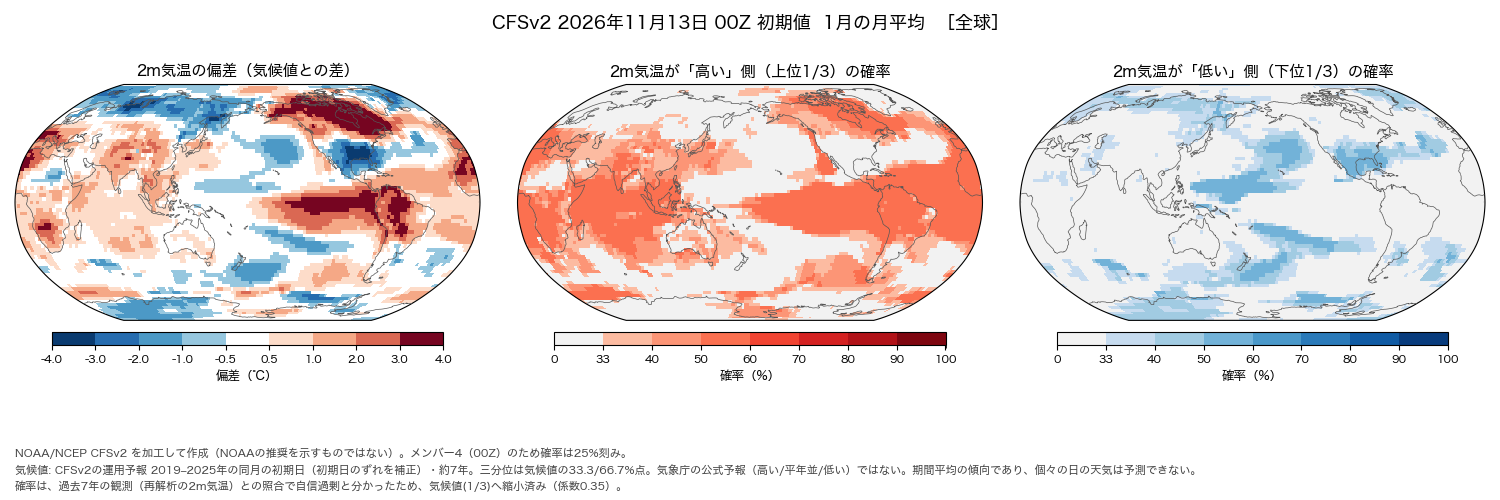 CFSv2 2026年11月13日 00Z 初期値 1月の月平均 ［全球］
2m気温の偏差（気候値との差）
2m気温が「高い」側（上位1/3）の確率
2m気温が「低い」側（下位1/3）の確率
-4.0 -3.0 -2.0 -1.0 -0.5 0.5 1.0 2.0 3.0 4.0
偏差（℃）
0 33 40 50 60 70 80 90 100
確率（%）
0 33 40 50 60 70 80 90 100
確率（%）
NOAA/NCEP CFSv2 を加工して作成（NOAAの推奨を示すものではない）。メンバー4（00Z）のため確率は25%刻み。
気候値: CFSv2の運用予報 2019–2025年の同月の初期日（初期日のずれを補正）・約7年。三分位は気候値の33.3/66.7%点。気象庁の公式予報（高い/平年並/低い）ではない。期間平均の傾向であり、個々の日の天気は予測できない。
確率は、過去7年の観測（再解析の2m気温）との照合で自信過剰と分かったため、気候値(1/3)へ縮小済み（係数0.35）。